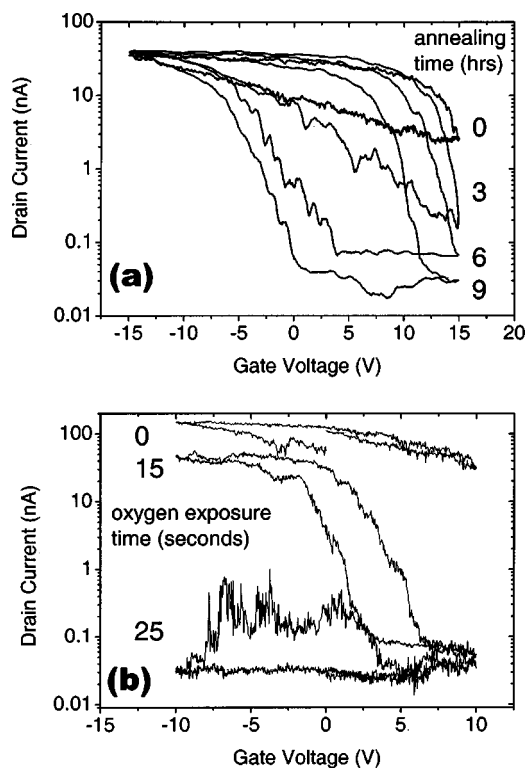 100
10
1
0.1
0.01
Drain Current (nA)
annealing
time (hrs)
0
3
6
9
(a)
-15 -10 -5 0 5 10 15 20
Gate Voltage (V)
100
10
1
0.1
0.01
Drain Current (nA)
0
15
oxygen exposure
time (seconds)
25
(b)
-15 -10 -5 0 5 10
Gate Voltage (V)